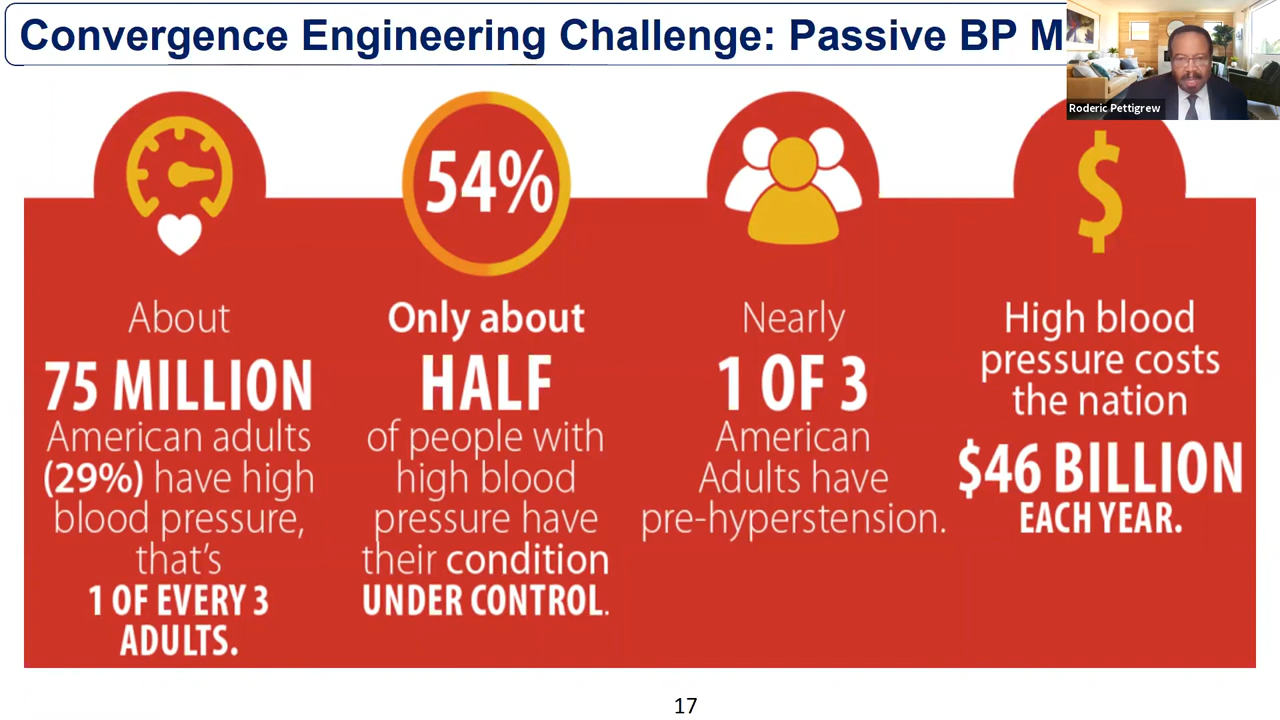 Convergence Engineering Challenge: Passive BP M
Roderic Pettigrew
54%
$
About
75 MILLION
American adults
(29%) have high
blood pressure,
that's
1 OF EVERY 3
ADULTS.
Only about
HALF
of people with
high blood
pressure have
their condition
UNDER CONTROL.
Nearly
1 OF 3
American
Adults have
pre-hyperstension.
High blood
pressure costs
the nation
$46 BILLION
EACH YEAR.
17